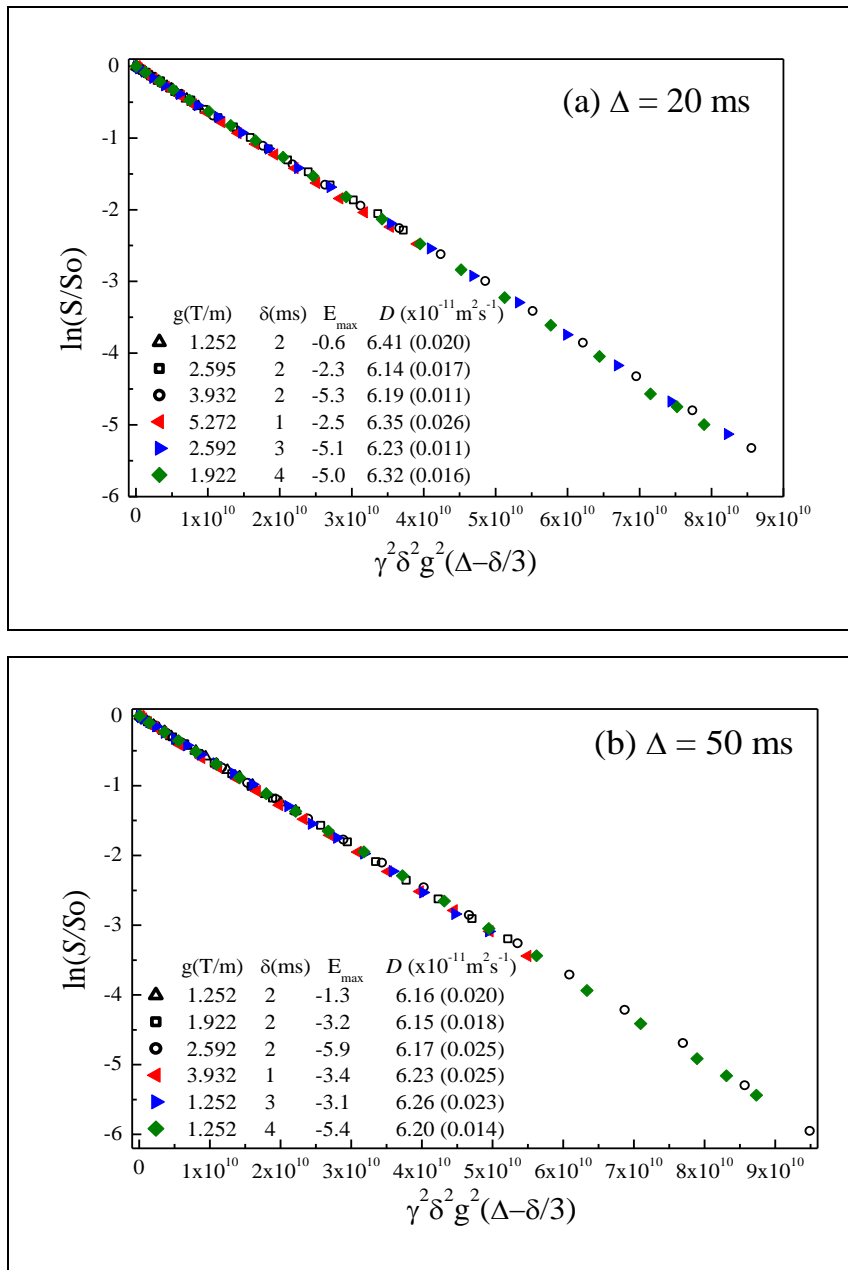 (a) Δ = 20 ms
0
-1
-2
-3
-4
-5
-6
ln(S/So)
g(T/m) δ(ms) E_max D (x10^-11 m^2 s^-1)
1.252 2 -0.6 6.41 (0.020)
2.595 2 -2.3 6.14 (0.017)
3.932 2 -5.3 6.19 (0.011)
5.272 1 -2.5 6.35 (0.026)
2.592 3 -5.1 6.23 (0.011)
1.922 4 -5.0 6.32 (0.016)
0 1x10^10 2x10^10 3x10^10 4x10^10 5x10^10 6x10^10 7x10^10 8x10^10 9x10^10
γ^2δ^2g^2(Δ–δ/3)
(b) Δ = 50 ms
0
-1
-2
-3
-4
-5
-6
ln(S/So)
g(T/m) δ(ms) E_max D (x10^-11 m^2 s^-1)
1.252 2 -1.3 6.16 (0.020)
1.922 2 -3.2 6.15 (0.018)
2.592 2 -5.9 6.17 (0.025)
3.932 1 -3.4 6.23 (0.025)
1.252 3 -3.1 6.26 (0.023)
1.252 4 -5.4 6.20 (0.014)
0 1x10^10 2x10^10 3x10^10 4x10^10 5x10^10 6x10^10 7x10^10 8x10^10 9x10^10
γ^2δ^2g^2(Δ–δ/3)